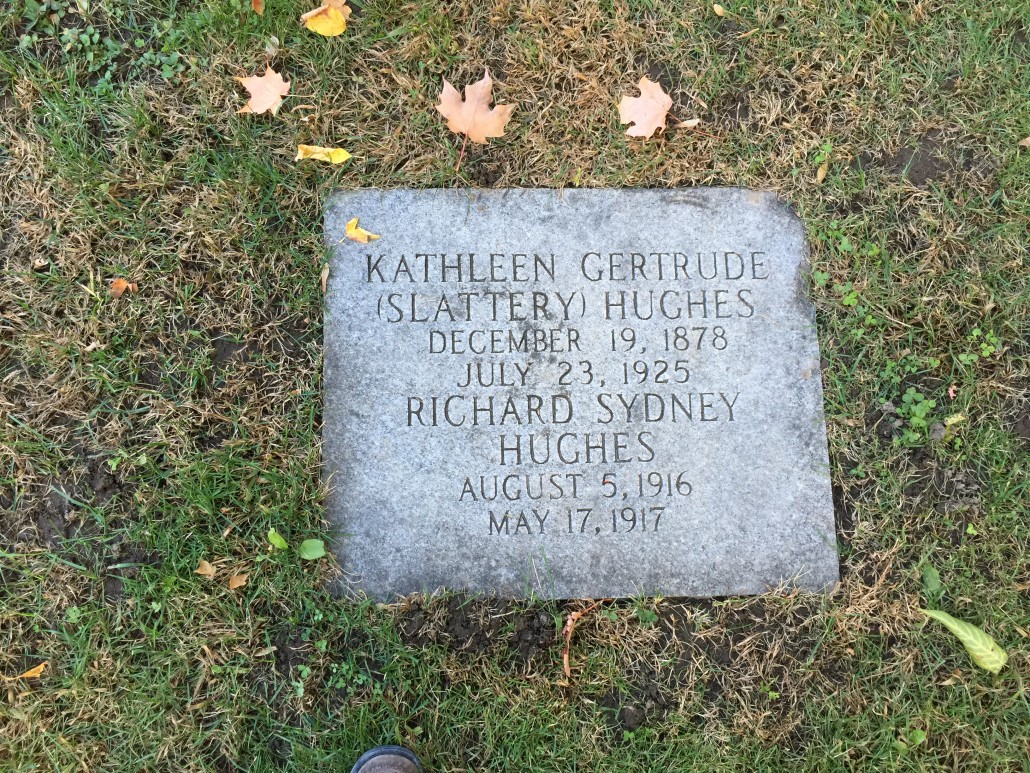 KATHLEEN GERTRUDE
(SLATTERY) HUGHES
DECEMBER 19, 1878
JULY 23, 1925
RICHARD SYDNEY
HUGHES
AUGUST 5, 1916
MAY 17, 1917